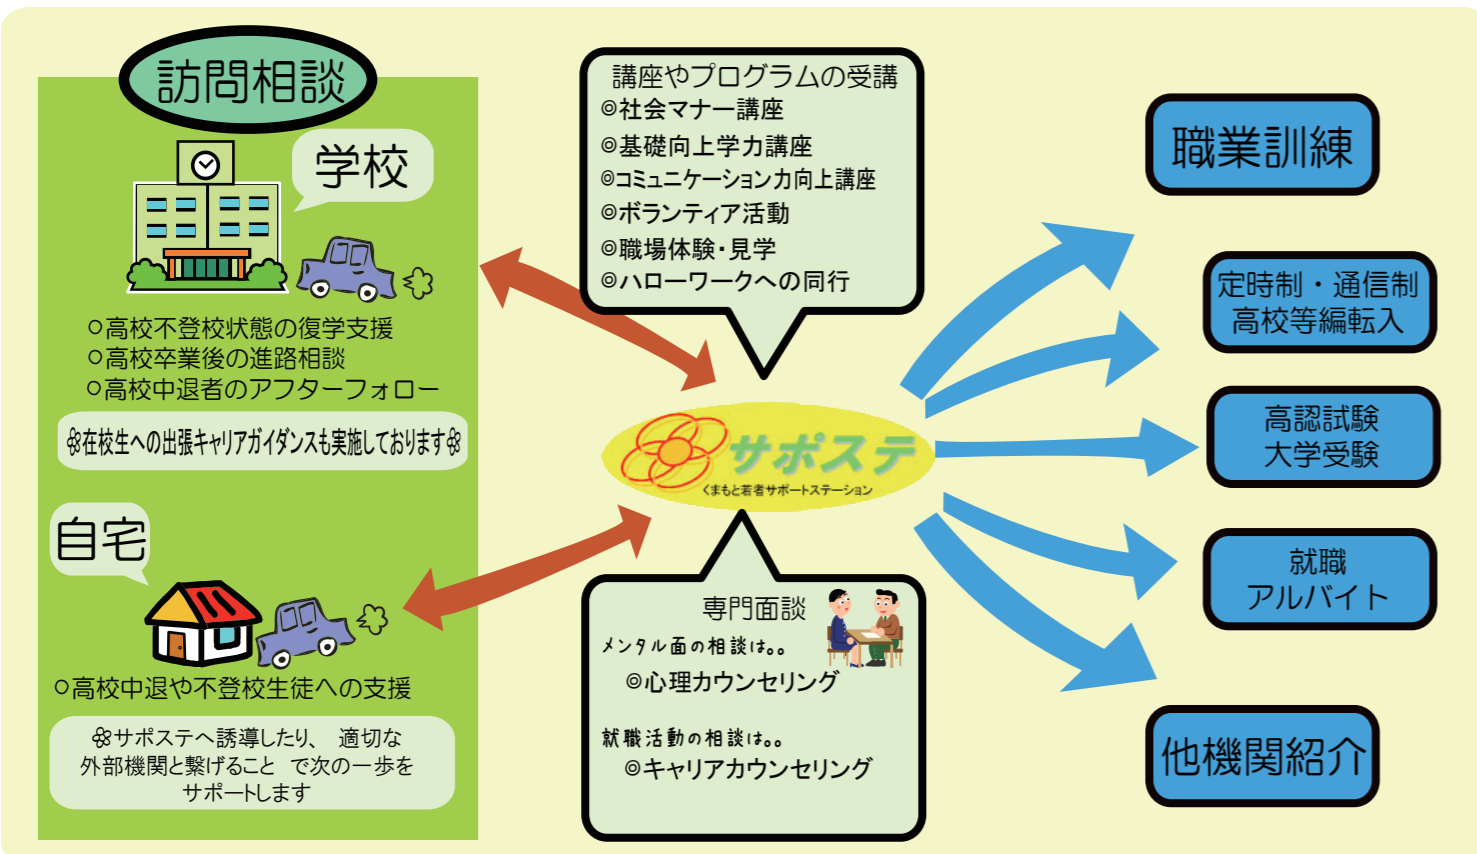 訪問相談
学校
○高校不登校状態の復学支援
○高校卒業後の進路相談
○高校中退者のアフターフォロー
֍在校生への出張キャリアガイダンスも実施しております֍
自宅
○高校中退や不登校生徒への支援
֍サポステへ誘導したり、 適切な
外部機関と繋げること で次の一歩を
サポートします
講座やプログラムの受講
◎社会マナー講座
◎基礎向上学力講座
◎コミュニケーション力向上講座
◎ボランティア活動
◎職場体験・見学
◎ハローワークへの同行
サポステ
くまもと若者サポートステーション
専門面談
メンタル面の相談は。。
◎心理カウンセリング
就職活動の相談は。。
◎キャリアカウンセリング
職業訓練
定時制・通信制
高校等編転入
高認試験
大学受験
就職
アルバイト
他機関紹介